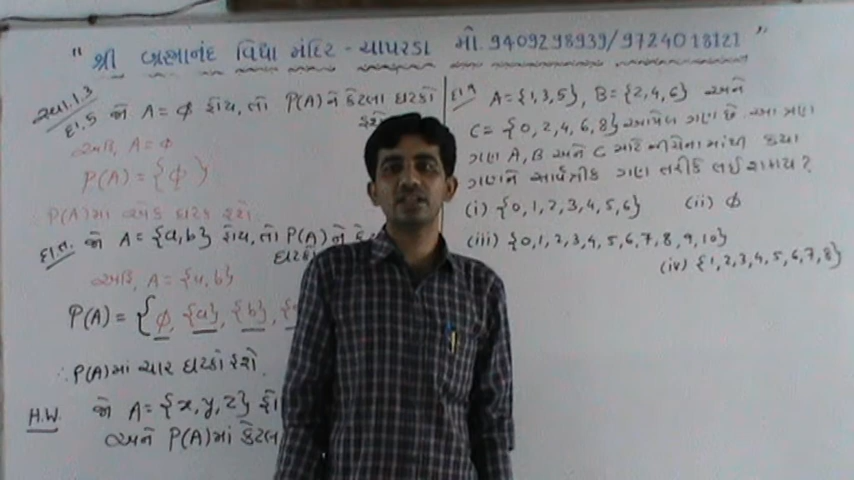 " શ્રી બ્રહ્માનંદ વિદ્યા મંદિર - ચાપરડા મો. 9409298939/9724018121 "
સ્વા.1.3
દા.5 જો A = ϕ હોય, તો P(A)ને કેટલા ઘટકો
હશે
અહિ, A = ϕ
P(A) = {ϕ}
P(A)માં એક ઘટક હશે.
દા.ત. જો A = {a,b} હોય, તો P(A) ને કે
અહિ, A = {a,b}
P(A) = {ϕ, {a}, {b}, {
∴ P(A)માં ચાર ઘટકો હશે.
H.W. જો A = {x,y,z} હો
અને P(A)માં કેટલ
A = {1,3,5}, B = {2,4,6} અને
C = {0,2,4,6,8} આપેલ ગણ છે. આ ત્રણ
ગણ A, B અને C માટે નીચેનામાંથી કયા
ગણને સાર્વત્રીક ગણ તરીકે લઈ શકાય?
(i) {0,1,2,3,4,5,6} (ii) ϕ
(iii) {0,1,2,3,4,5,6,7,8,9,10}
(iv) {1,2,3,4,5,6,7,8}